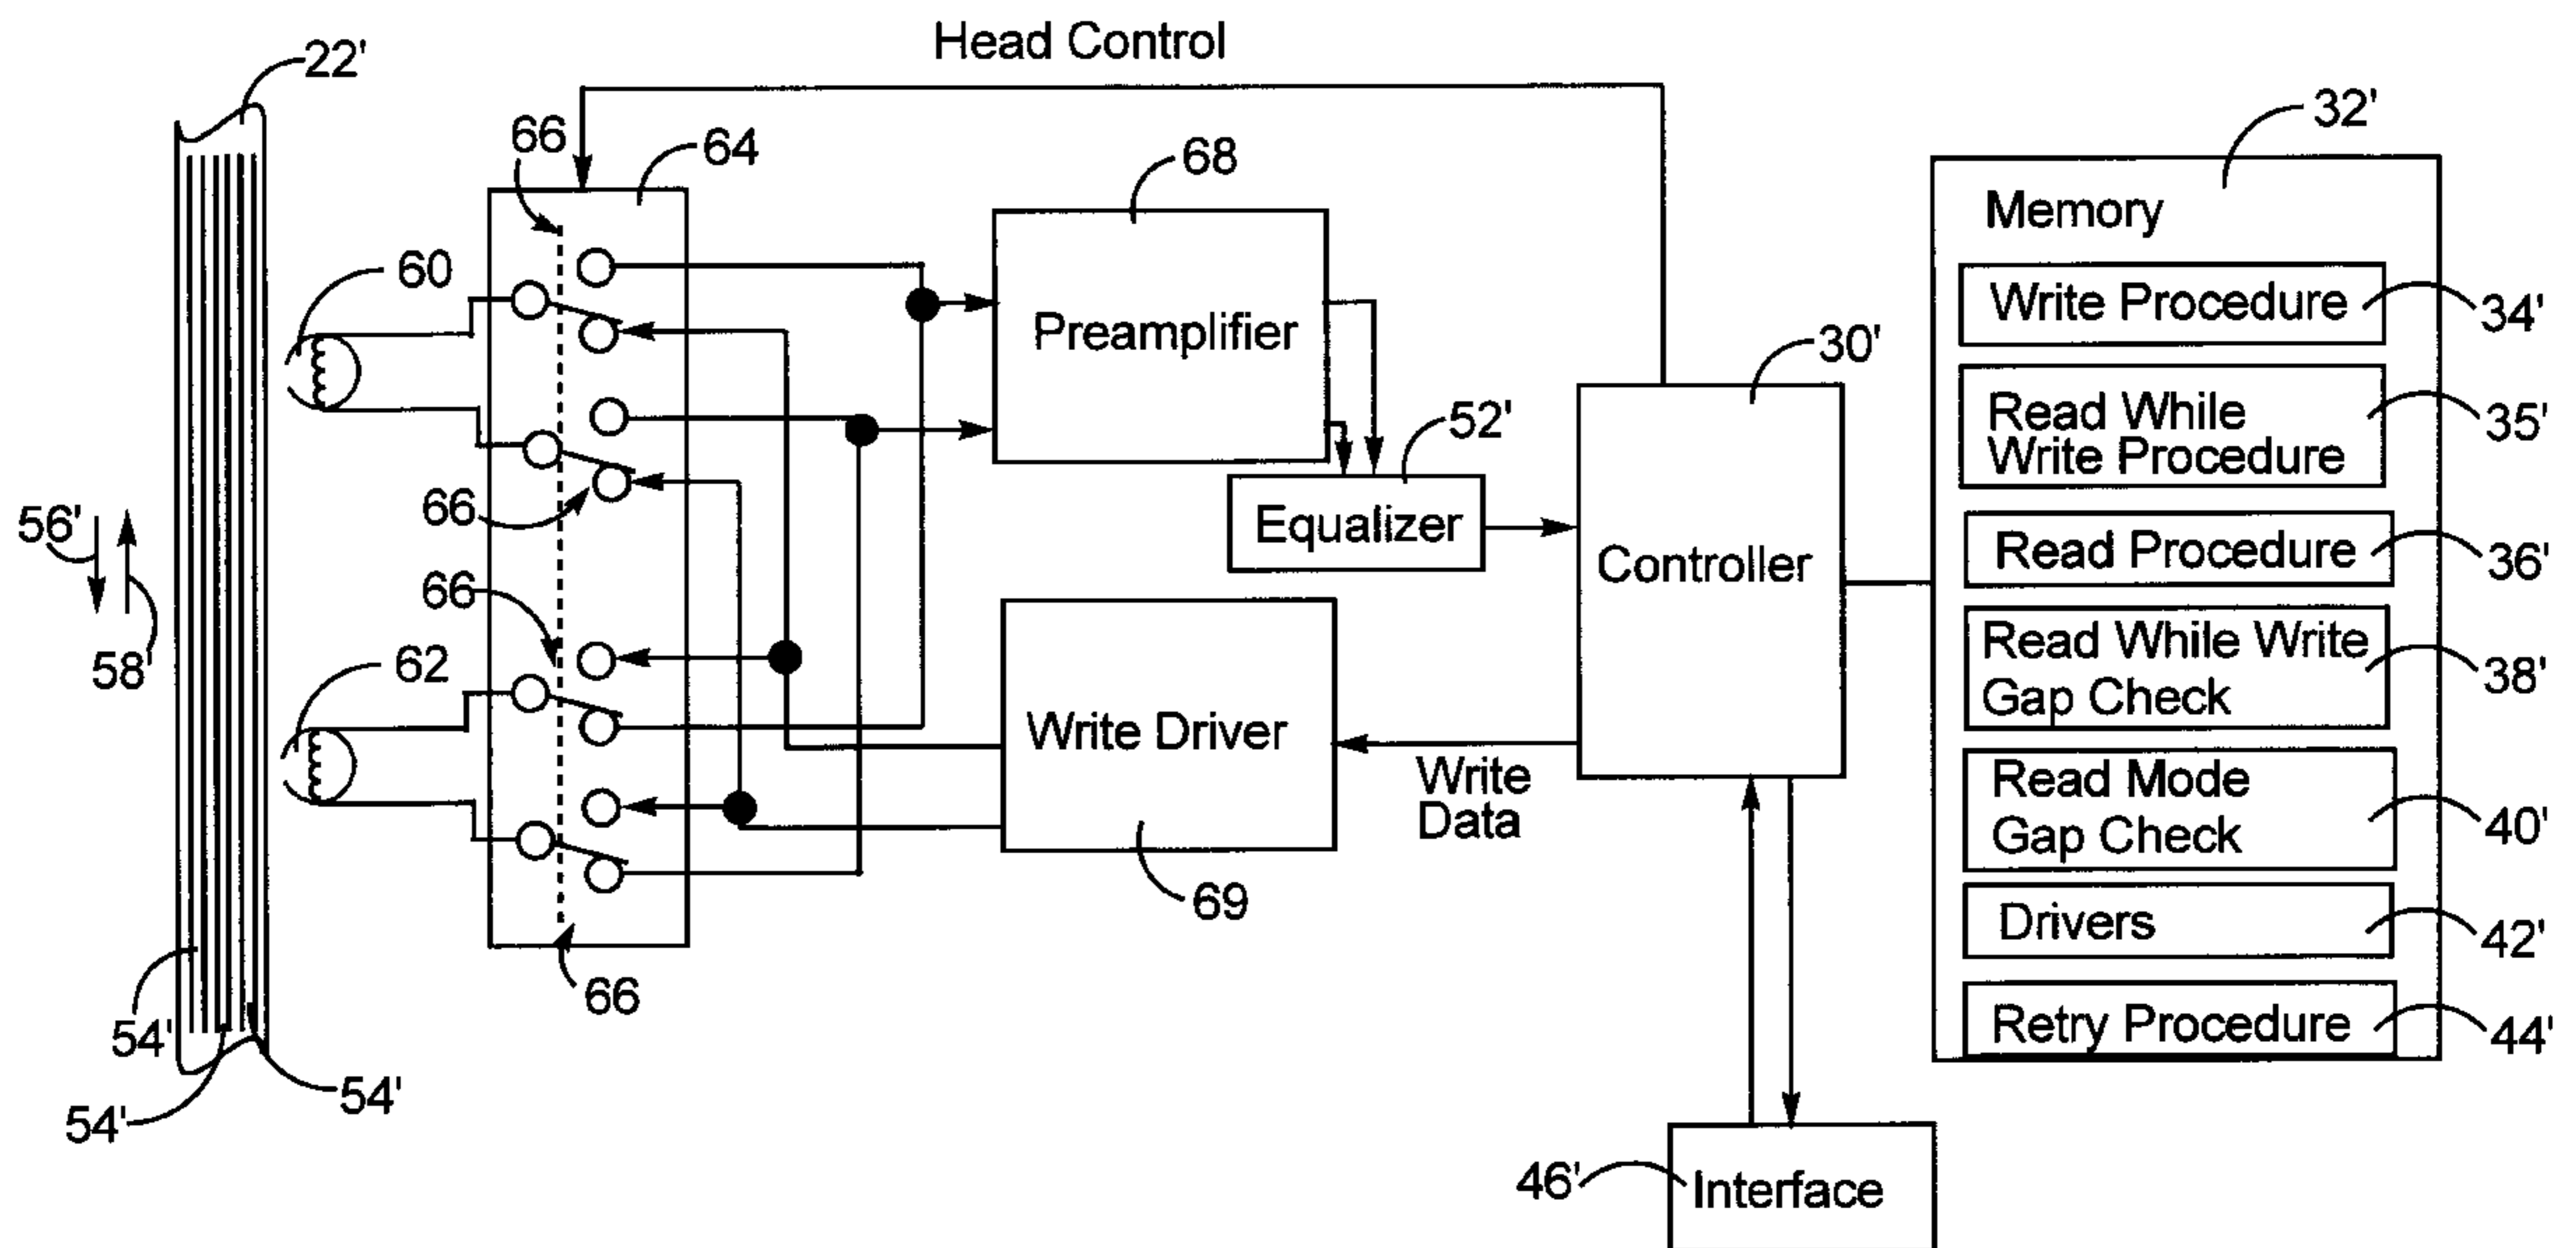 Head Control
22'
66
64
68
32'
Memory
60
Write Procedure
34'
Preamplifier
30'
Read While
Write Procedure
35'
52'
66
56'
Equalizer
Controller
Read Procedure
36'
66
58'
62
Read While Write
Gap Check
38'
Write Driver
Write
Data
Read Mode
Gap Check
40'
69
Drivers
42'
66
54'
Retry Procedure
44'
54'
54'
46'
Interface